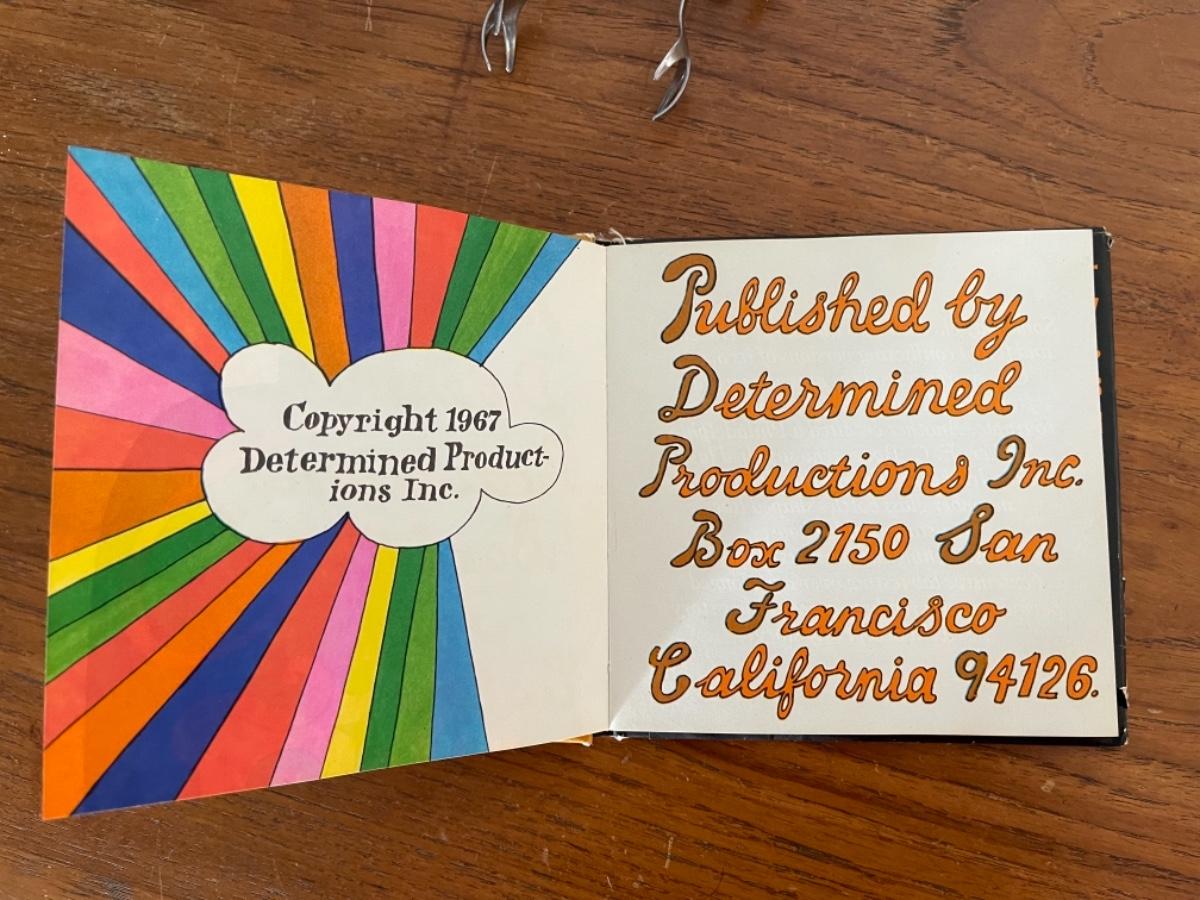 Copyright 1967
Determined Product-
ions Inc.
Published by
Determined
Productions Inc.
Box 2150 San
Francisco
California 94126.